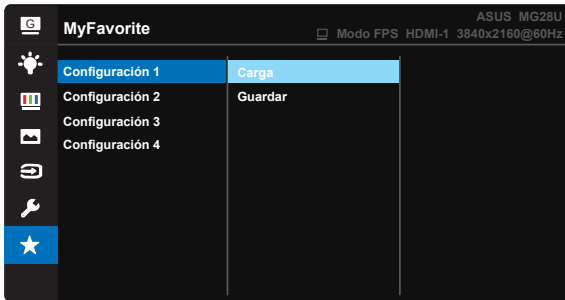 G
MyFavorite
ASUS MG28U
Modo FPS HDMI-1 3840x2160@60Hz
Configuración 1 Carga
Configuración 2 Guardar
Configuración 3
Configuración 4